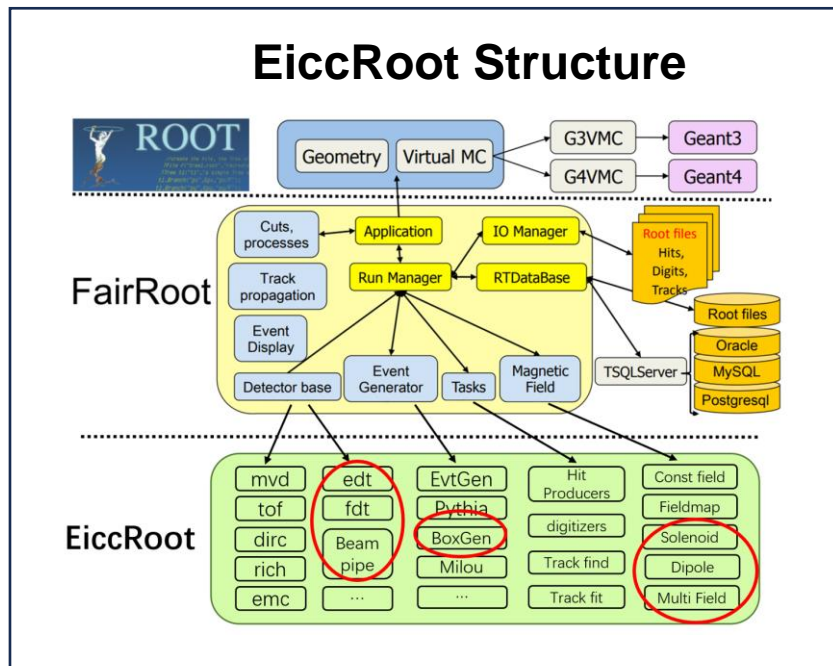 EiccRoot Structure
ROOT
Geometry
Virtual MC
G3VMC
Geant3
G4VMC
Geant4
FairRoot
Cuts,
processes
Application
IO Manager
Root files
Hits,
Digits,
Tracks
Track
propagation
Run Manager
RTDataBase
Root files
Event
Display
Oracle
MySQL
Postgresql
TSQLServer
Detector base
Event
Generator
Tasks
Magnetic
Field
EiccRoot
mvd
tof
dirc
rich
emc
edt
fdt
Beam
pipe
...
EvtGen
Pythia
BoxGen
Milou
...
Hit
Producers
digitizers
Track find
Track fit
Const field
Fieldmap
Solenoid
Dipole
Multi Field